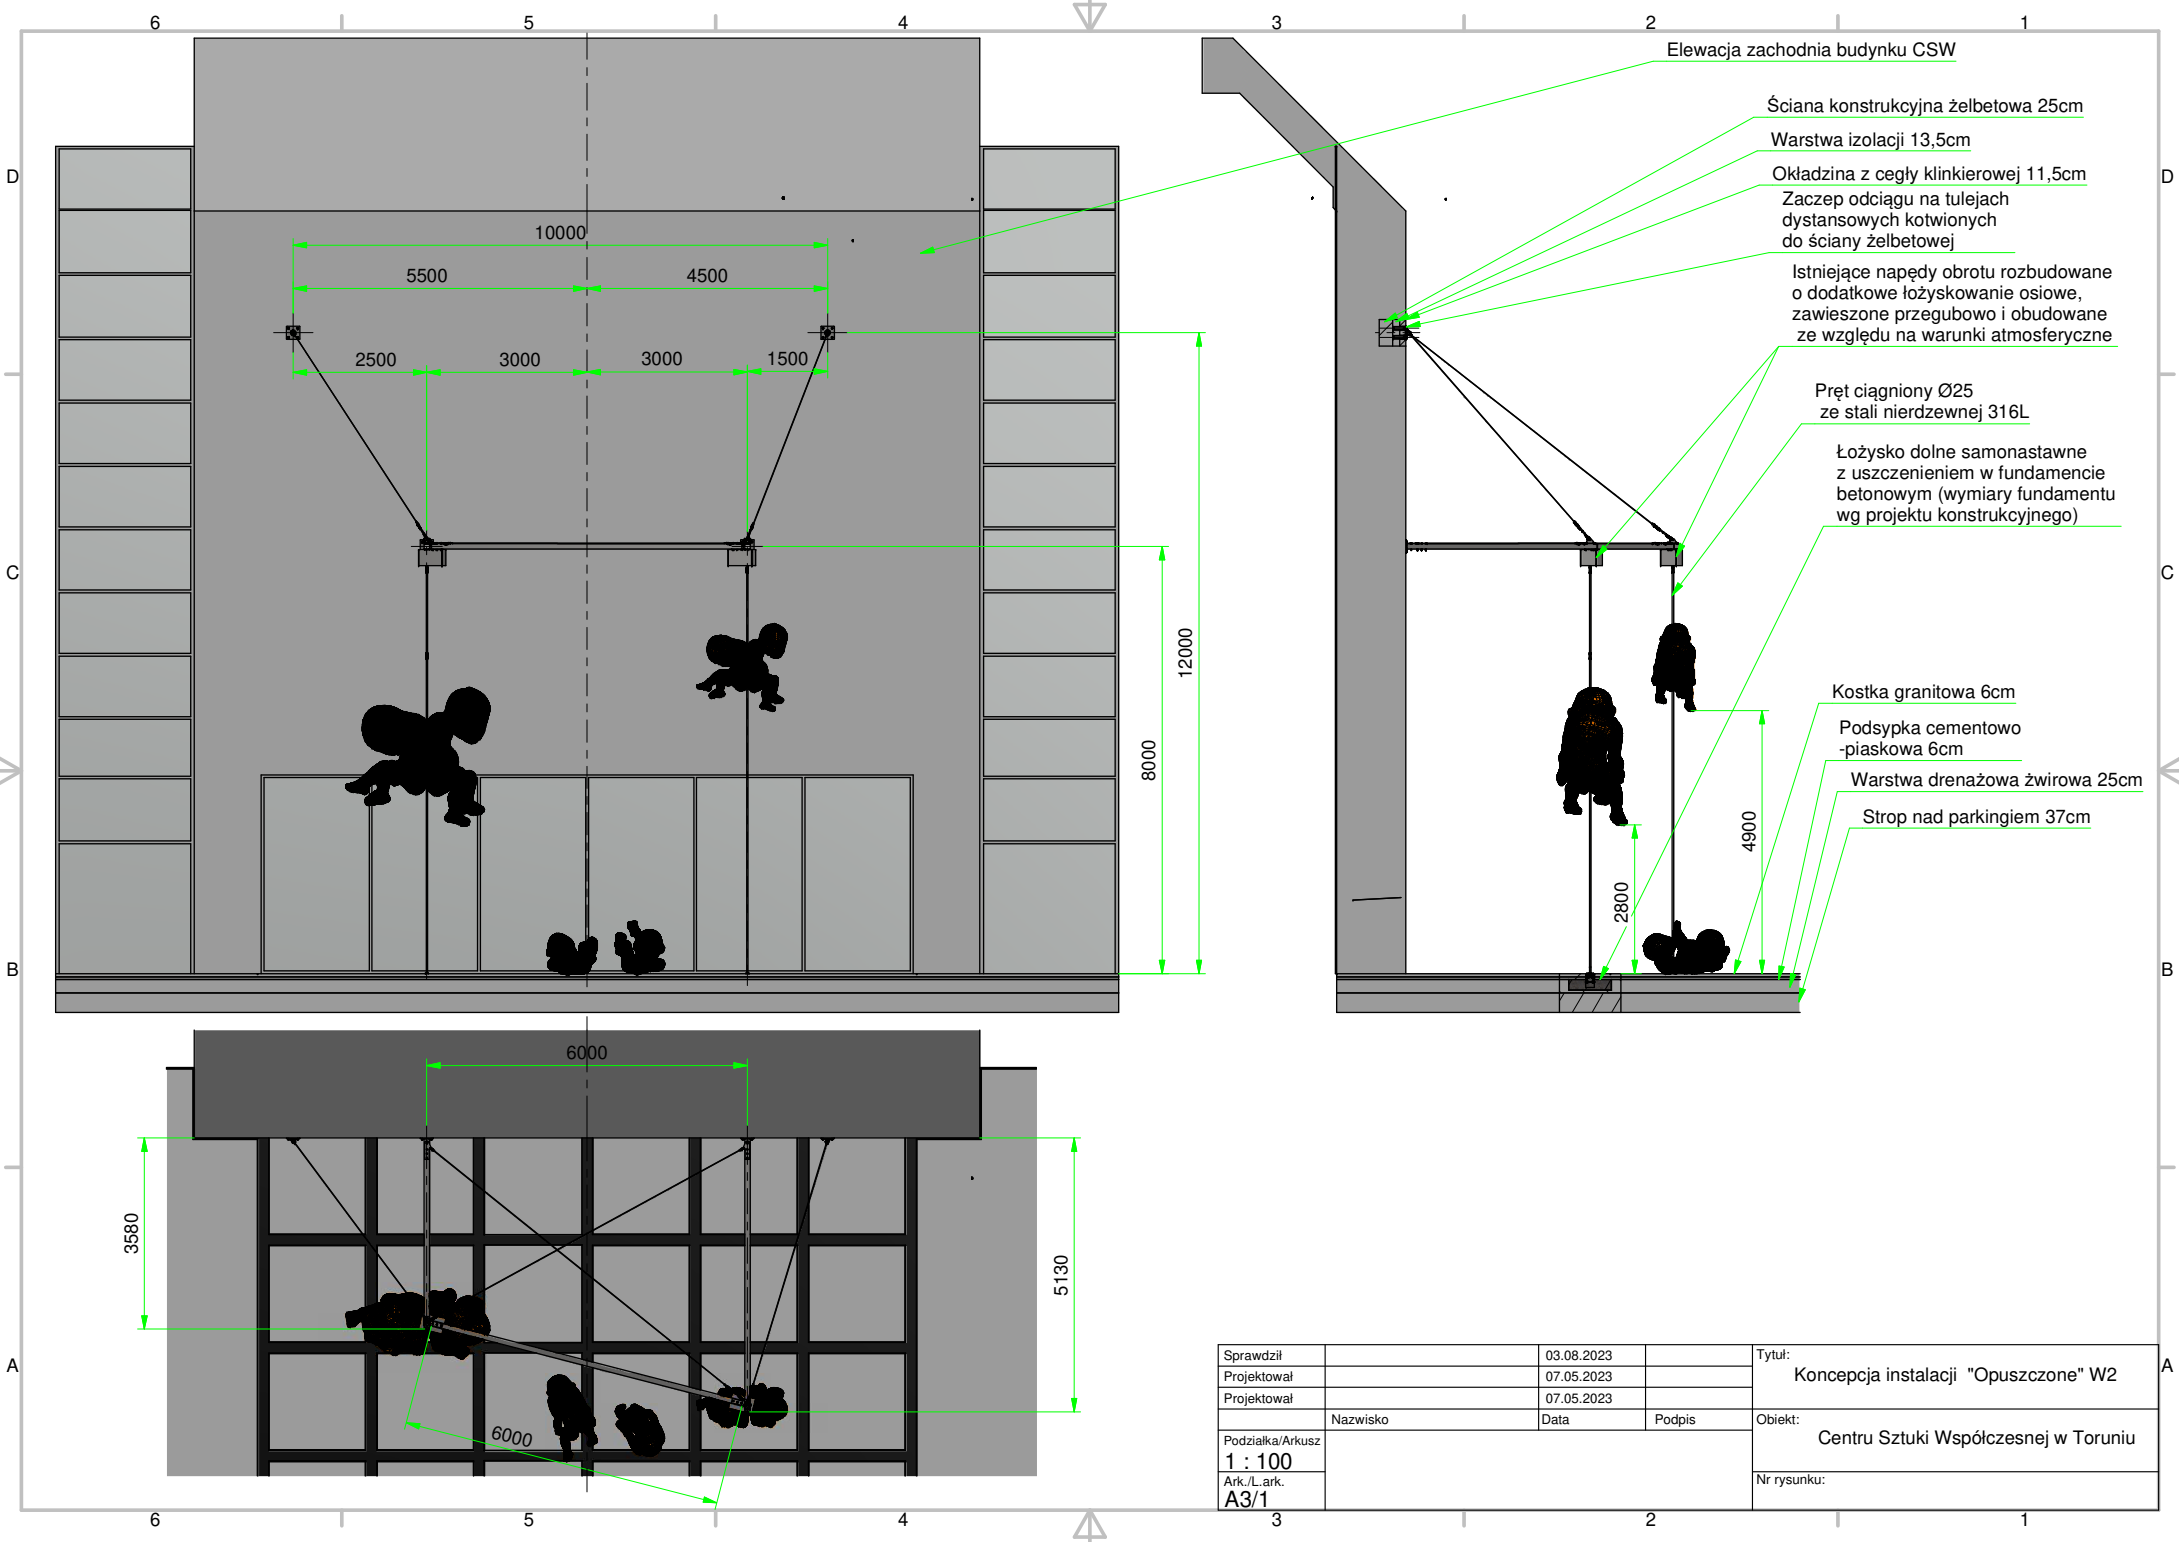 6 5 4 3 2 1
Elewacja zachodnia budynku CSW
Ściana konstrukcyjna żelbetowa 25cm
Warstwa izolacji 13,5cm
D
Okładzina z cegły klinkierowej 11,5cm
D
Zaczep odciągu na tulejach
dystansowych kotwionych
do ściany żelbetowej
10000
5500 4500
Istniejące napędy obrotu rozbudowane
o dodatkowe łożyskowanie osiowe,
zawieszone przegubowo i obudowane
ze względu na warunki atmosferyczne
2500 3000 3000 1500
Pręt ciągniony Ø25
ze stali nierdzewnej 316L
Łożysko dolne samonastawne
z uszczenieniem w fundamencie
betonowym (wymiary fundamentu
wg projektu konstrukcyjnego)
C
C
12000
8000
Kostka granitowa 6cm
Podsypka cementowo
-piaskowa 6cm
Warstwa drenażowa żwirowa 25cm
Strop nad parkingiem 37cm
4900
2800
B
B
6000
3580
5130
6000
A
A
Sprawdził 03.08.2023
Projektował 07.05.2023
Projektował 07.05.2023
Nazwisko Data Podpis
Podziałka/Arkusz
1 : 100
Ark./L.ark.
A3/1
Tytuł:
Koncepcja instalacji "Opuszczone" W2
Obiekt:
Centru Sztuki Współczesnej w Toruniu
Nr rysunku:
6 5 4 3 2 1